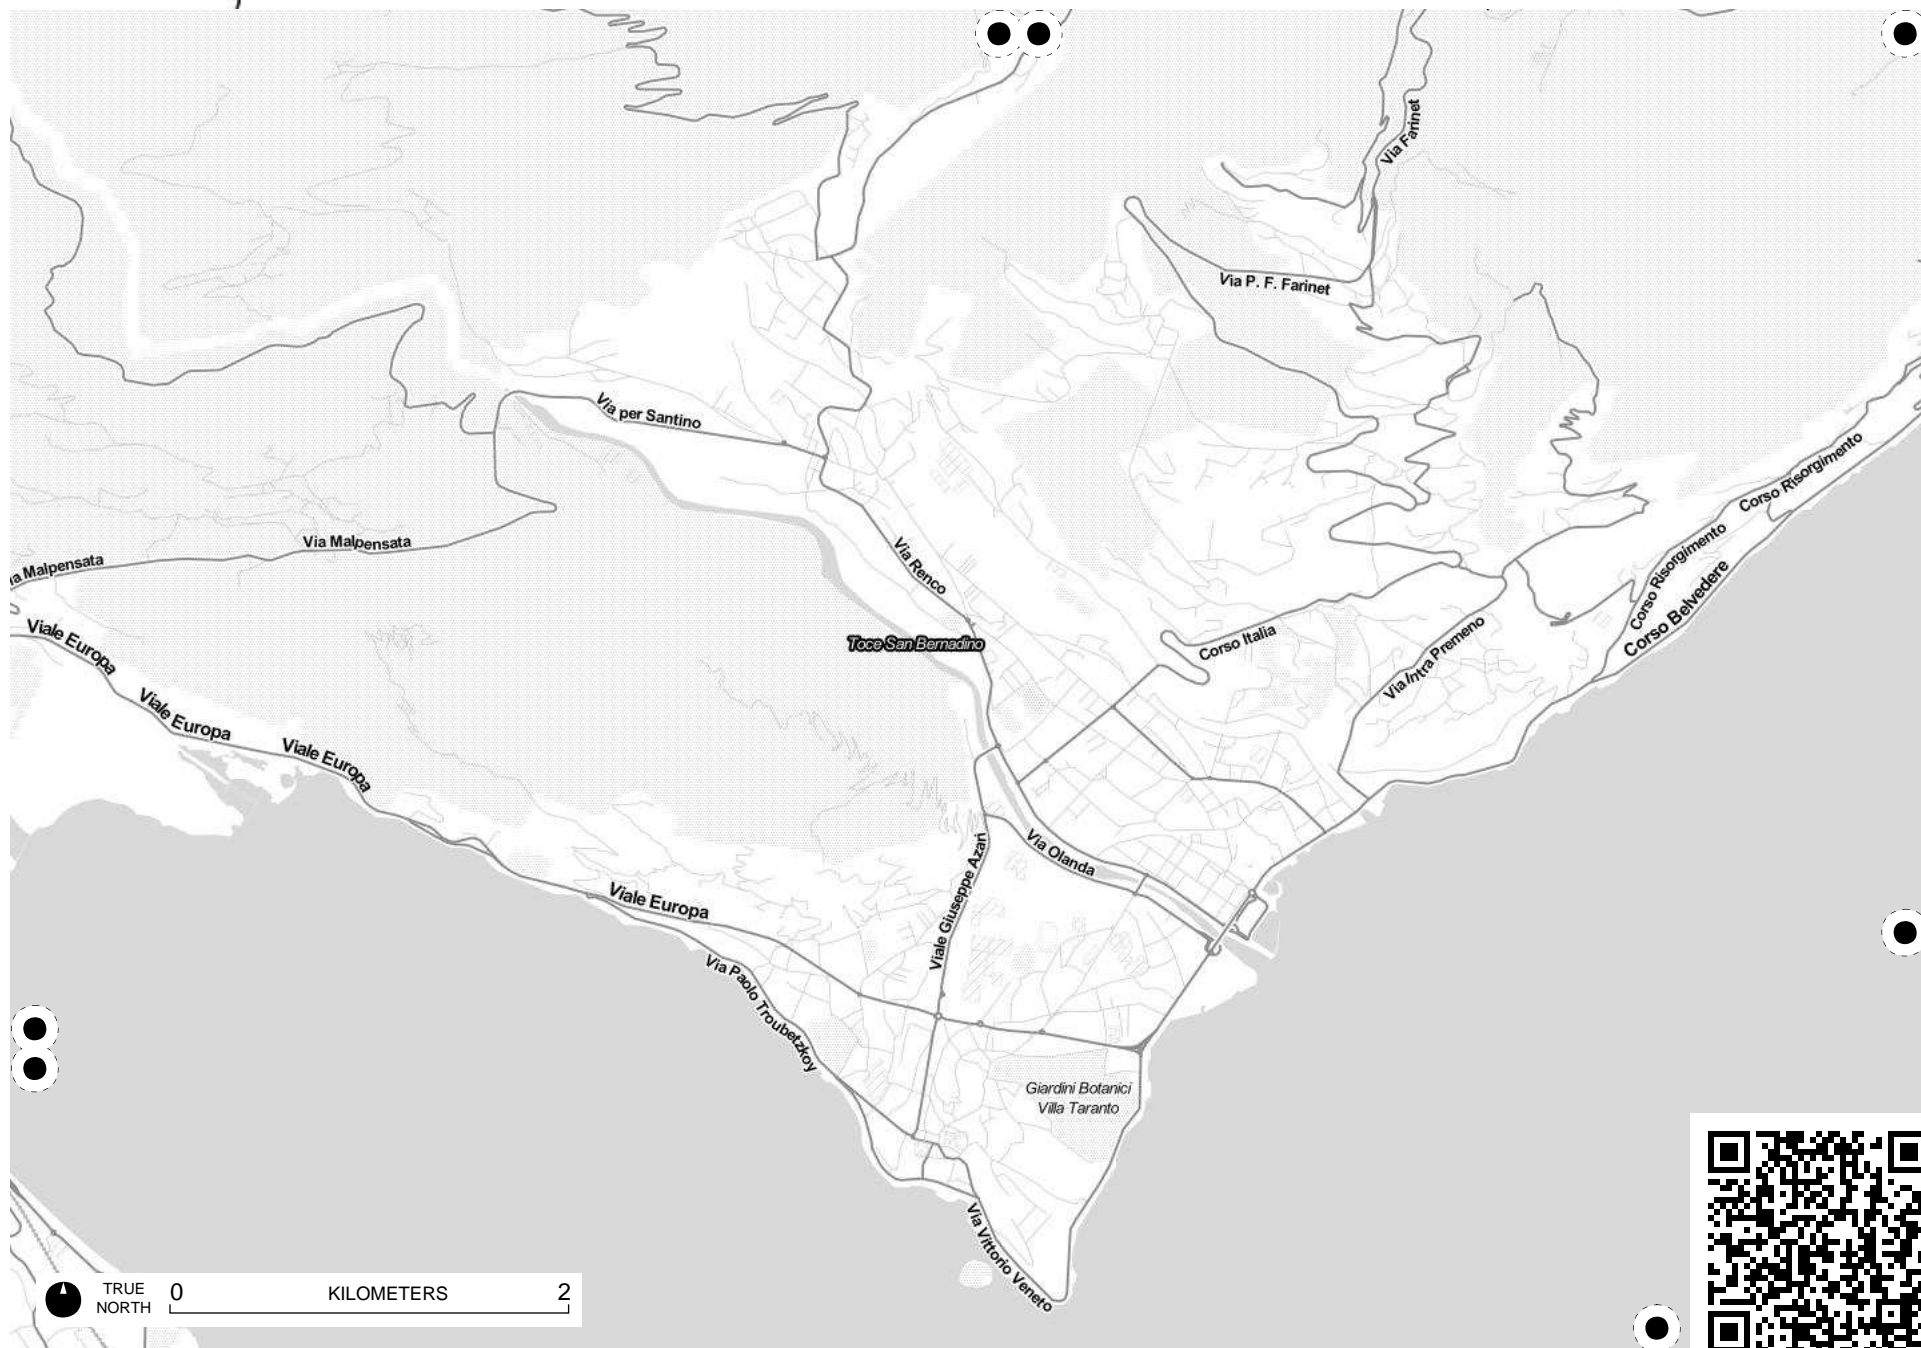 Via Farinet
Via P. F. Farinet
Via per Santino
Corso Risorgimento
Via Malpensata
a Malpensata
Via Renco
Corso Risorgimento
Corso Belvedere
Viale Europa
Toce San Bernadino
Corso Italia
Via Intra Premeno
Viale Europa
Viale Europa
Viale Giuseppe Azari
Via Olanda
Viale Europa
Via Paolo Troubetzkoy
Giardini Botanici
Villa Taranto
Via Vittorio Veneto
TRUE
NORTH
0 KILOMETERS 2